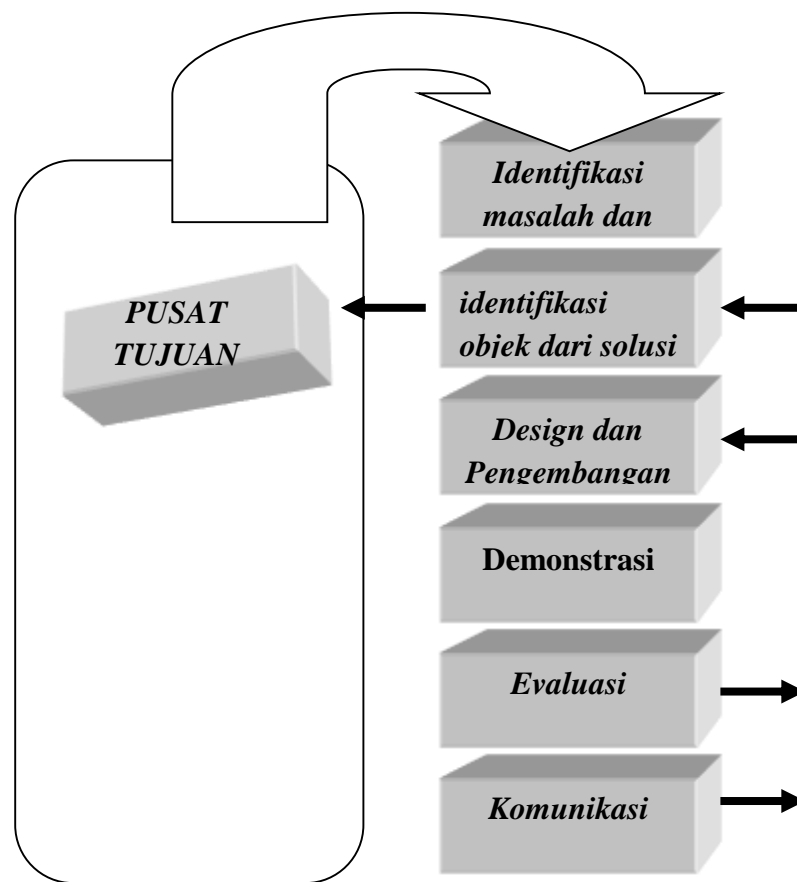 Identifikasi
masalah dan
PUSAT
TUJUAN
identifikasi
objek dari solusi
Design dan
Pengembangan
Demonstrasi
Evaluasi
Komunikasi